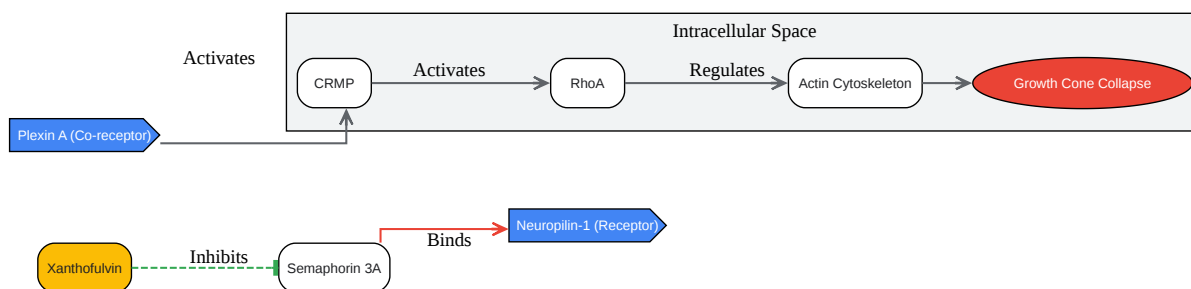 Intracellular Space
Activates
CRMP
Activates
RhoA
Regulates
Actin Cytoskeleton
Growth Cone Collapse
Plexin A (Co-receptor)
Neuropilin-1 (Receptor)
Binds
Xanthofulvin
Inhibits
Semaphorin 3A